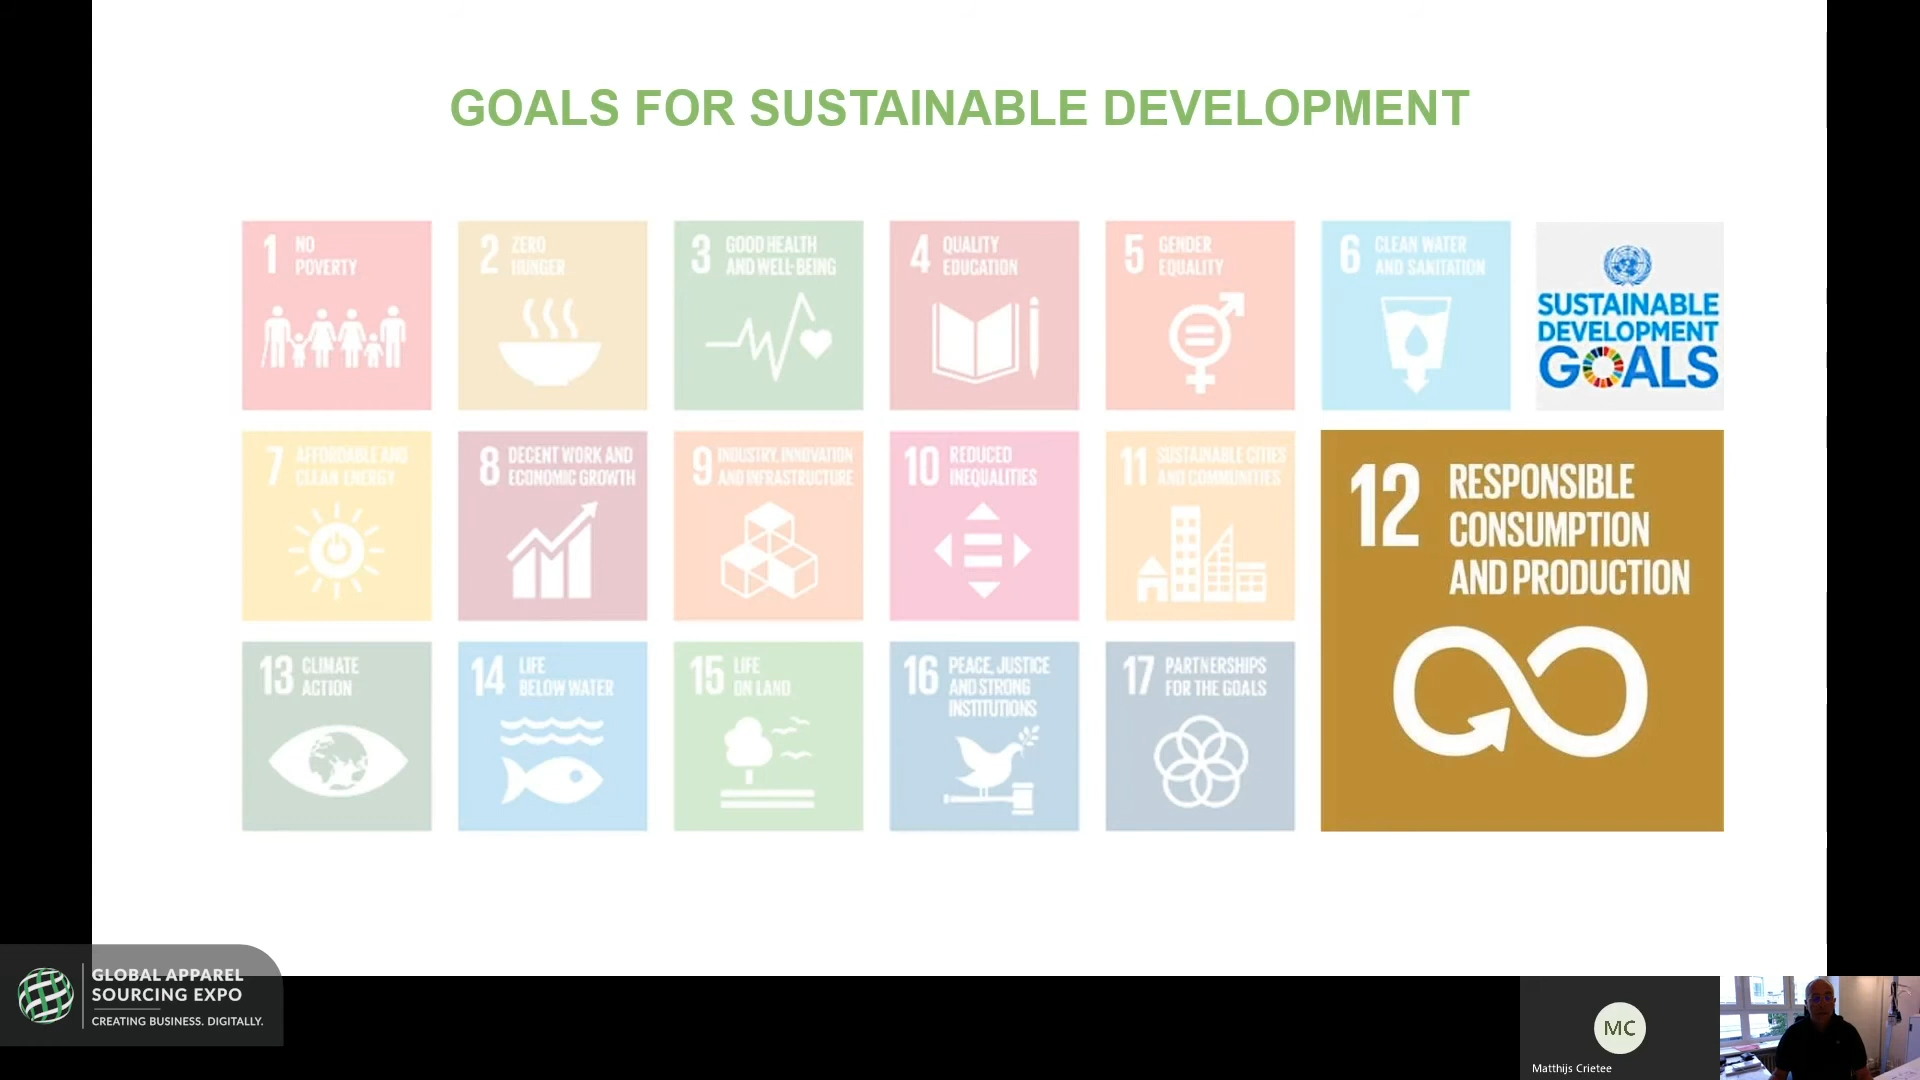 GOALS FOR SUSTAINABLE DEVELOPMENT
1 NO
POVERTY
2 ZERO
HUNGER
3 GOOD HEALTH
AND WELL-BEING
4 QUALITY
EDUCATION
5 GENDER
EQUALITY
6 CLEAN WATER
AND SANITATION
SUSTAINABLE
DEVELOPMENT
GOALS
7 AFFORDABLE AND
CLEAN ENERGY
8 DECENT WORK AND
ECONOMIC GROWTH
9 INDUSTRY, INNOVATION
AND INFRASTRUCTURE
10 REDUCED
INEQUALITIES
11 SUSTAINABLE CITIES
AND COMMUNITIES
12 RESPONSIBLE
CONSUMPTION
AND PRODUCTION
13 CLIMATE
ACTION
14 LIFE
BELOW WATER
15 LIFE
ON LAND
16 PEACE, JUSTICE
AND STRONG
INSTITUTIONS
17 PARTNERSHIPS
FOR THE GOALS
GLOBAL APPAREL
SOURCING EXPO
CREATING BUSINESS. DIGITALLY.
MC
Matthijs Crietee